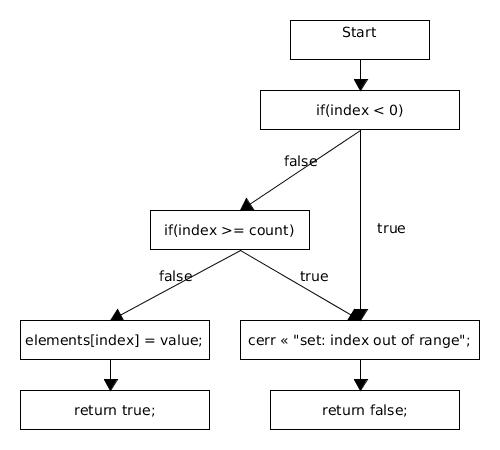 Start
if(index < 0)
false
true
if(index >= count)
false
true
elements[index] = value;
cerr « "set: index out of range";
return true;
return false;